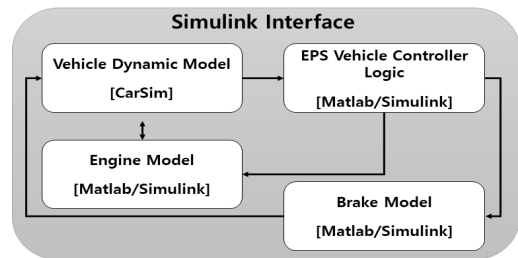 Simulink Interface
Vehicle Dynamic Model
[CarSim]
EPS Vehicle Controller
Logic
[Matlab/Simulink]
Engine Model
[Matlab/Simulink]
Brake Model
[Matlab/Simulink]